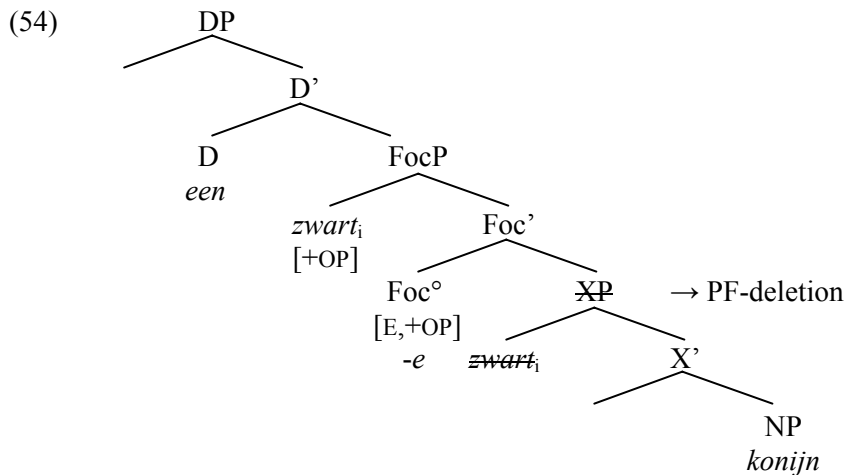 (54) DP
D'
D FocP
een
zwarti Foc'
[+OP]
Foc° XP → PF-deletion
[E,+OP]
-e zwarti X'
NP
konijn